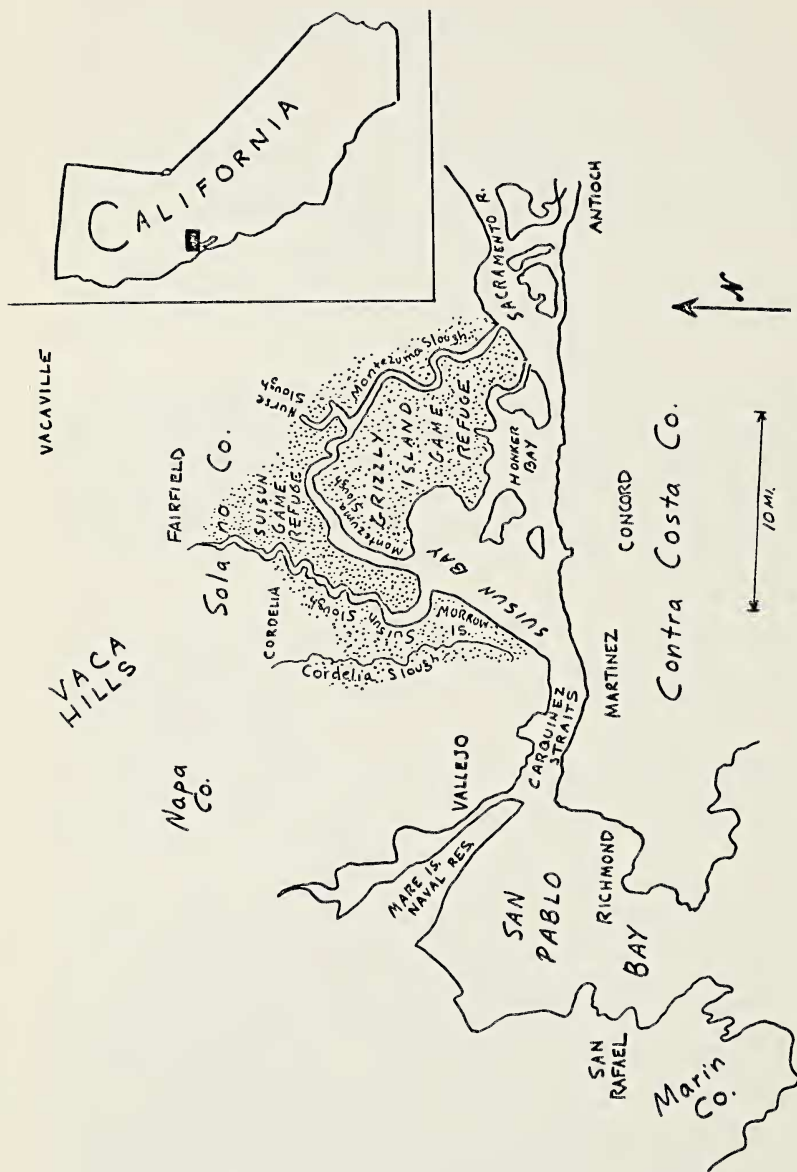 CALIFORNIA
VACAVILLE
VACA
HILLS
FAIRFIELD
Solano Co.
Napa
Co.
CORDELIA
SUISUN
GAME
REFUGE
Nurse
Slough
Montezuma Slough
Montezuma
Slough
GRIZZLY
ISLAND
GAME
REFUGE
Suisun Slough
Cordelia Slough
MORROW
IS.
SUISUN BAY
HONKER
BAY
SACRAMENTO R.
ANTIOCH
VALLEJO
MARE IS.
NAVAL RES.
CARQUINEZ
STRAITS
MARTINEZ
CONCORD
Contra Costa Co.
SAN
PABLO
BAY
RICHMOND
SAN
RAFAEL
Marin
Co.
10 MI.
N